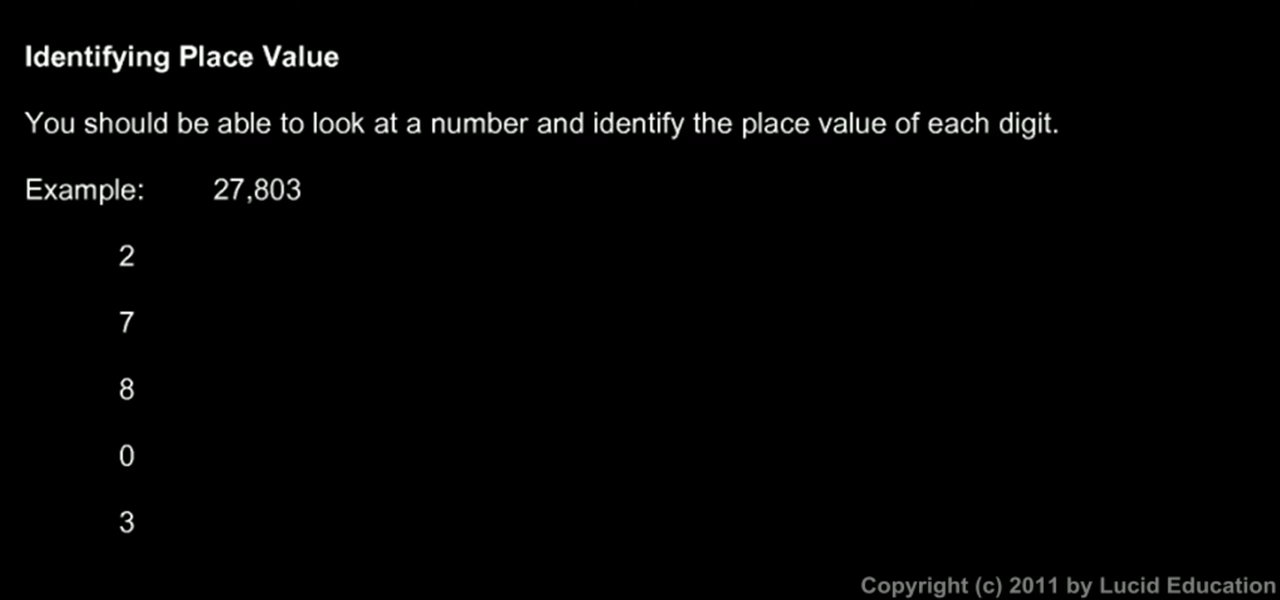 Identifying Place Value
You should be able to look at a number and identify the place value of each digit.
Example: 27,803
2
7
8
0
3
Copyright (c) 2011 by Lucid Education